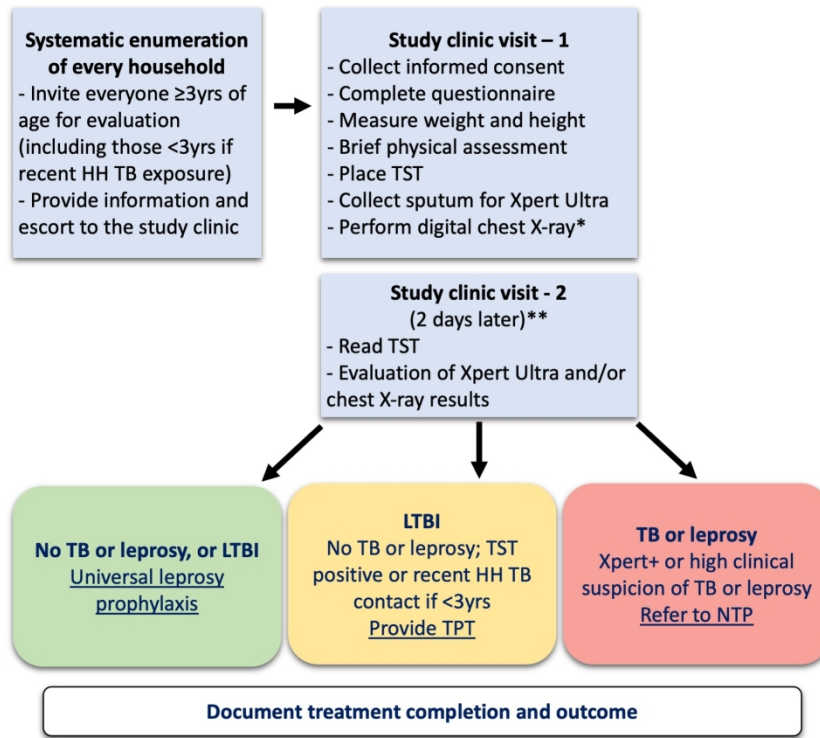 Systematic enumeration
of every household
- Invite everyone ≥3yrs of
age for evaluation
(including those <3yrs if
recent HH TB exposure)
- Provide information and
escort to the study clinic
Study clinic visit – 1
- Collect informed consent
- Complete questionnaire
- Measure weight and height
- Brief physical assessment
- Place TST
- Collect sputum for Xpert Ultra
- Perform digital chest X-ray*
Study clinic visit - 2
(2 days later)**
- Read TST
- Evaluation of Xpert Ultra and/or
chest X-ray results
No TB or leprosy, or LTBI
Universal leprosy
prophylaxis
LTBI
No TB or leprosy; TST
positive or recent HH TB
contact if <3yrs
Provide TPT
TB or leprosy
Xpert+ or high clinical
suspicion of TB or leprosy
Refer to NTP
Document treatment completion and outcome